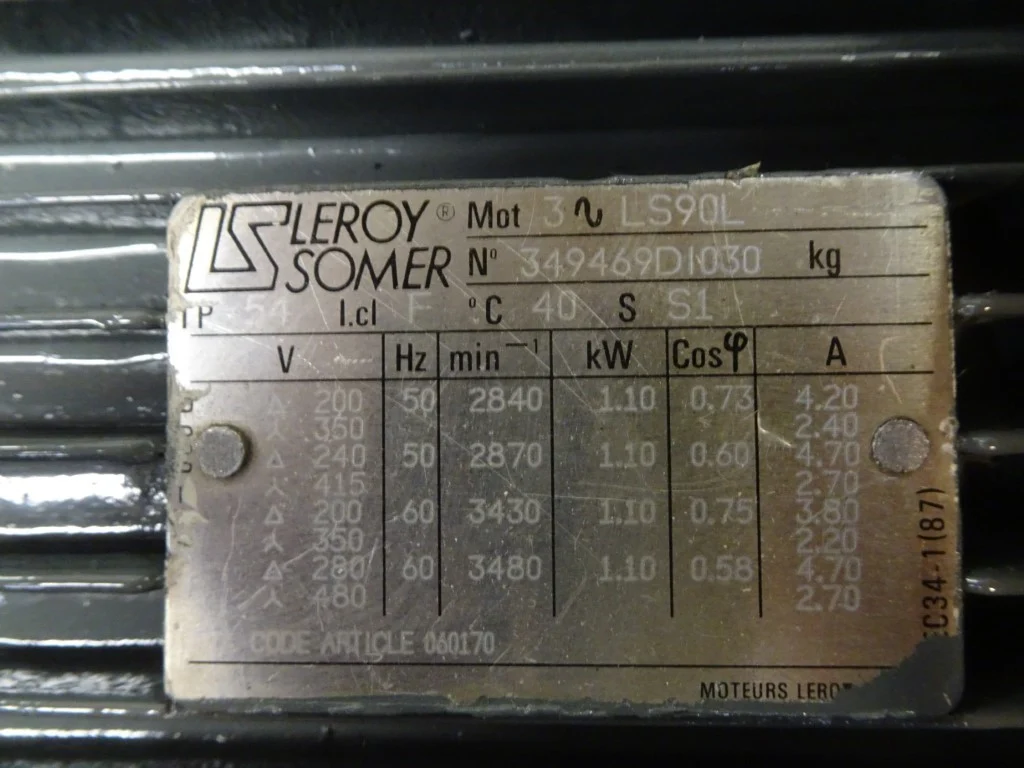 LS LEROY SOMER ® Mot 3 ∿ LS90L
Nº 349469DI030 kg
IP 54 I.cl F °C 40 S S1
V Hz min⁻¹ kW Cosφ A
Δ 200 50 2840 1.10 0.73 4.20
⅄ 350 2.40
Δ 240 50 2870 1.10 0.60 4.70
⅄ 415 2.70
Δ 200 60 3430 1.10 0.75 3.80
⅄ 350 2.20
Δ 280 60 3480 1.10 0.58 4.70
⅄ 480 2.70
CODE ARTICLE 060170
MOTEURS LERO
EC34-1(87)